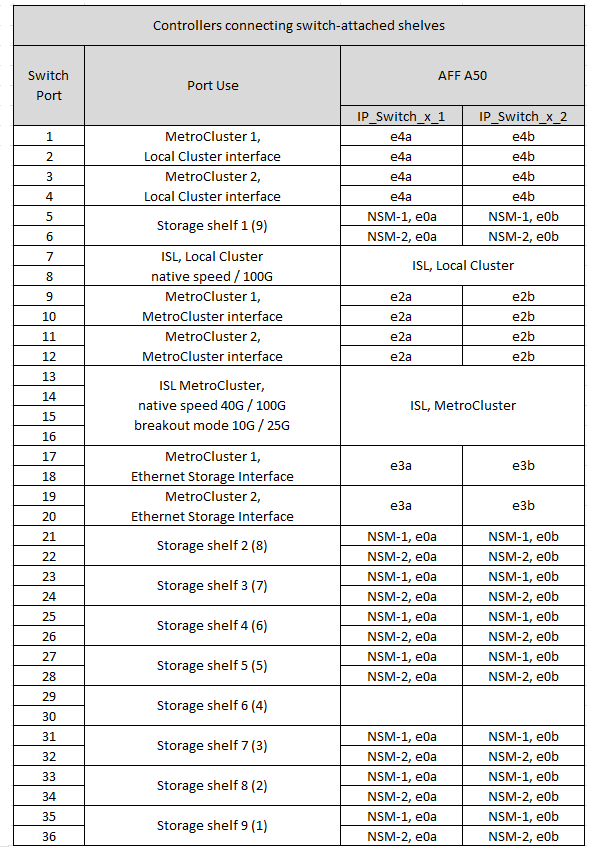 Controllers connecting switch-attached shelves
Switch Port
Port Use
AFF A50
IP_Switch_x_1 IP_Switch_x_2
1 MetroCluster 1, e4a e4b
2 Local Cluster interface e4a e4b
3 MetroCluster 2, e4a e4b
4 Local Cluster interface e4a e4b
5 Storage shelf 1 (9) NSM-1, e0a NSM-1, e0b
6 NSM-2, e0a NSM-2, e0b
7 ISL, Local Cluster ISL, Local Cluster
8 native speed / 100G
9 MetroCluster 1, e2a e2b
10 MetroCluster interface e2a e2b
11 MetroCluster 2, e2a e2b
12 MetroCluster interface e2a e2b
13 ISL MetroCluster, ISL, MetroCluster
14 native speed 40G / 100G
15 breakout mode 10G / 25G
16
17 MetroCluster 1, e3a e3b
18 Ethernet Storage Interface
19 MetroCluster 2, e3a e3b
20 Ethernet Storage Interface
21 Storage shelf 2 (8) NSM-1, e0a NSM-1, e0b
22 NSM-2, e0a NSM-2, e0b
23 Storage shelf 3 (7) NSM-1, e0a NSM-1, e0b
24 NSM-2, e0a NSM-2, e0b
25 Storage shelf 4 (6) NSM-1, e0a NSM-1, e0b
26 NSM-2, e0a NSM-2, e0b
27 Storage shelf 5 (5) NSM-1, e0a NSM-1, e0b
28 NSM-2, e0a NSM-2, e0b
29 Storage shelf 6 (4)
30
31 Storage shelf 7 (3) NSM-1, e0a NSM-1, e0b
32 NSM-2, e0a NSM-2, e0b
33 Storage shelf 8 (2) NSM-1, e0a NSM-1, e0b
34 NSM-2, e0a NSM-2, e0b
35 Storage shelf 9 (1) NSM-1, e0a NSM-1, e0b
36 NSM-2, e0a NSM-2, e0b